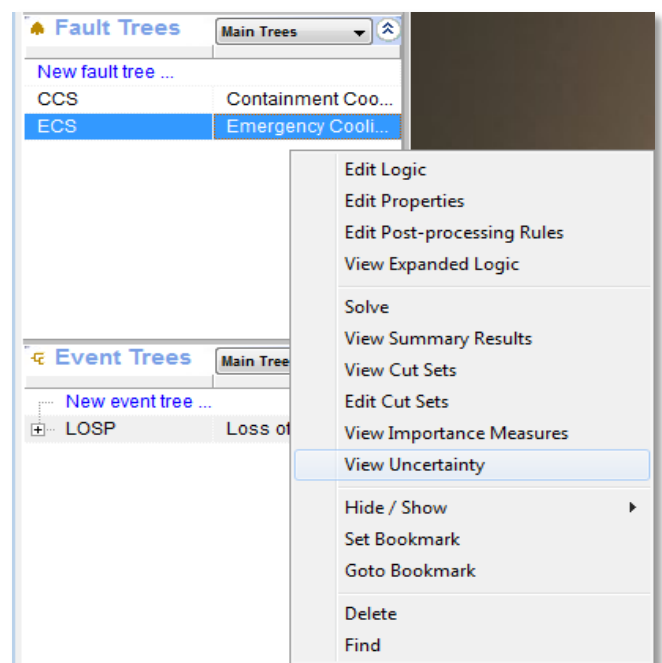 Fault Trees Main Trees
New fault tree ...
CCS Containment Coo...
ECS Emergency Cooli...
Edit Logic
Edit Properties
Edit Post-processing Rules
View Expanded Logic
Solve
View Summary Results
View Cut Sets
Edit Cut Sets
View Importance Measures
View Uncertainty
Hide / Show
Set Bookmark
Goto Bookmark
Delete
Find
Event Trees Main Tree
New event tree ...
LOSP Loss of